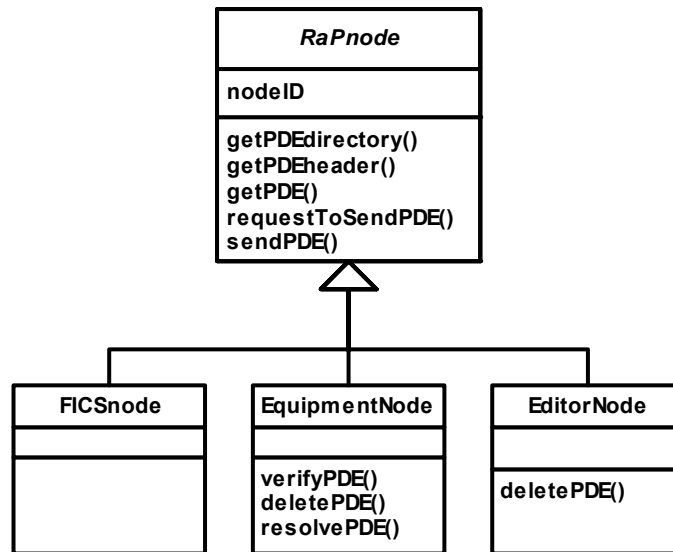 RaPnode
nodeID
getPDEdirectory()
getPDEheader()
getPDE()
requestToSendPDE()
sendPDE()
FICSnode
EquipmentNode
EditorNode
verifyPDE()
deletePDE()
resolvePDE()
deletePDE()